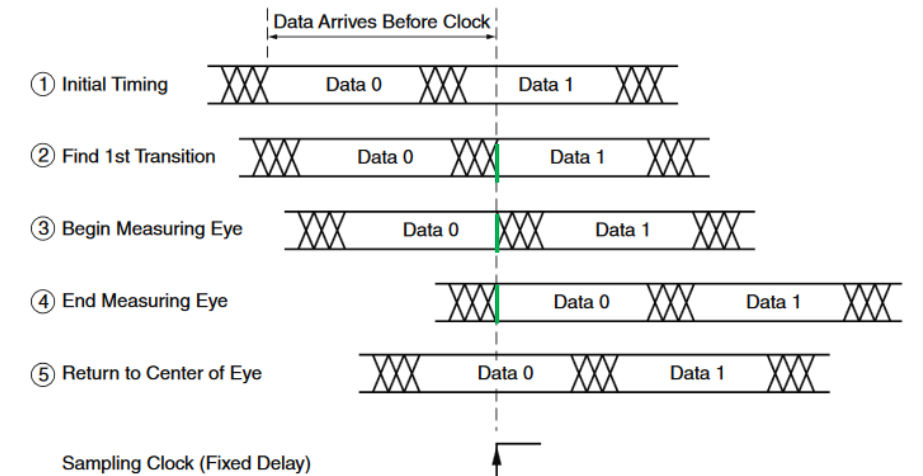 Data Arrives Before Clock
① Initial Timing Data 0 Data 1
② Find 1st Transition Data 0 Data 1
③ Begin Measuring Eye Data 0 Data 1
④ End Measuring Eye Data 0 Data 1
⑤ Return to Center of Eye Data 0 Data 1
Sampling Clock (Fixed Delay)